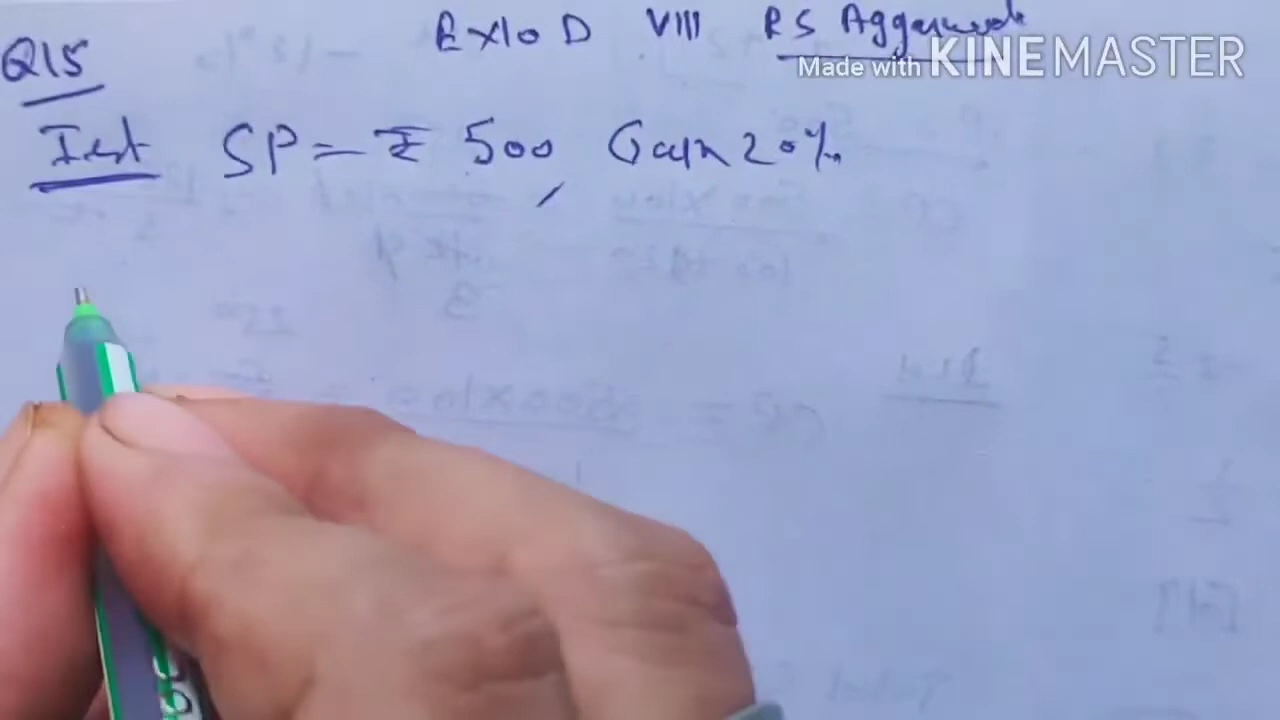 Ex 10 D VIII RS Aggarwal
Made with KINEMASTER
Q15
Ist SP = ₹ 500 Gain 20%